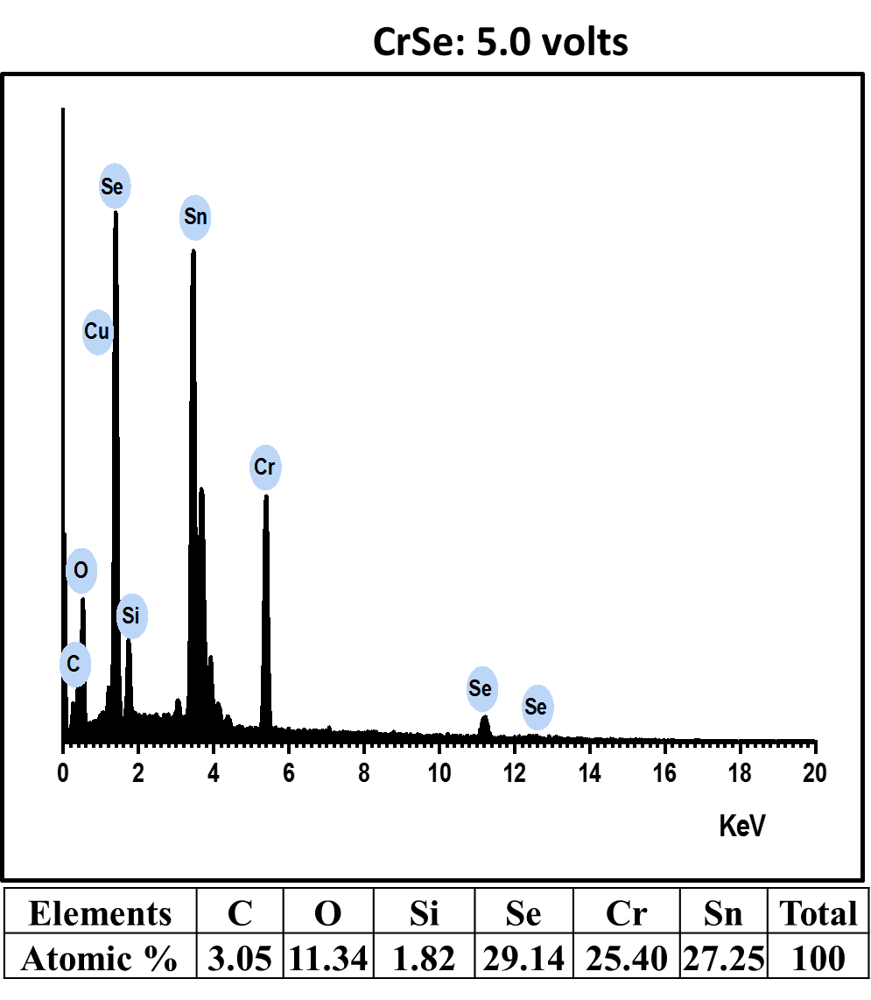 CrSe: 5.0 volts
Se
Sn
Cu
Cr
O
Si
C
Se
Se
0 2 4 6 8 10 12 14 16 18 20
KeV
Elements C O Si Se Cr Sn Total
Atomic % 3.05 11.34 1.82 29.14 25.40 27.25 100